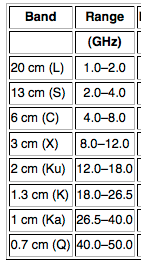 Band Range
(GHz)
20 cm (L) 1.0–2.0
13 cm (S) 2.0–4.0
6 cm (C) 4.0–8.0
3 cm (X) 8.0–12.0
2 cm (Ku) 12.0–18.0
1.3 cm (K) 18.0–26.5
1 cm (Ka) 26.5–40.0
0.7 cm (Q) 40.0–50.0